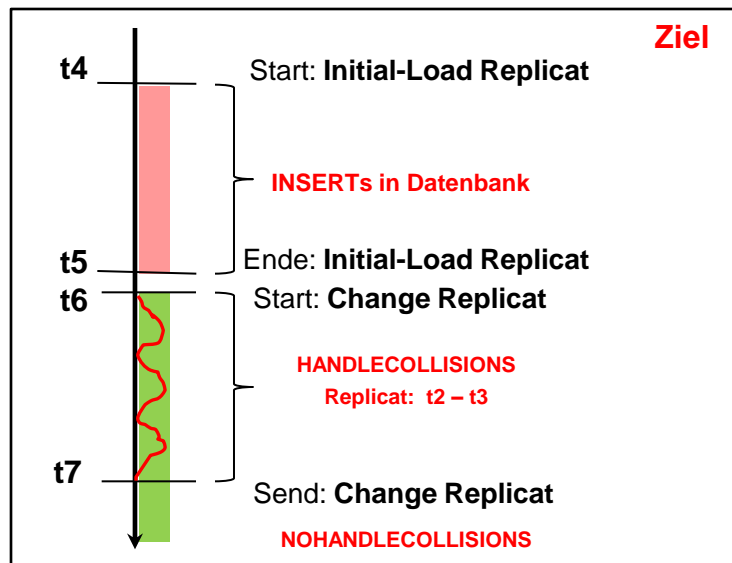 Ziel
t4
Start: Initial-Load Replicat
INSERTs in Datenbank
t5
Ende: Initial-Load Replicat
t6
Start: Change Replicat
HANDLECOLLISIONS
Replicat: t2 – t3
t7
Send: Change Replicat
NOHANDLECOLLISIONS